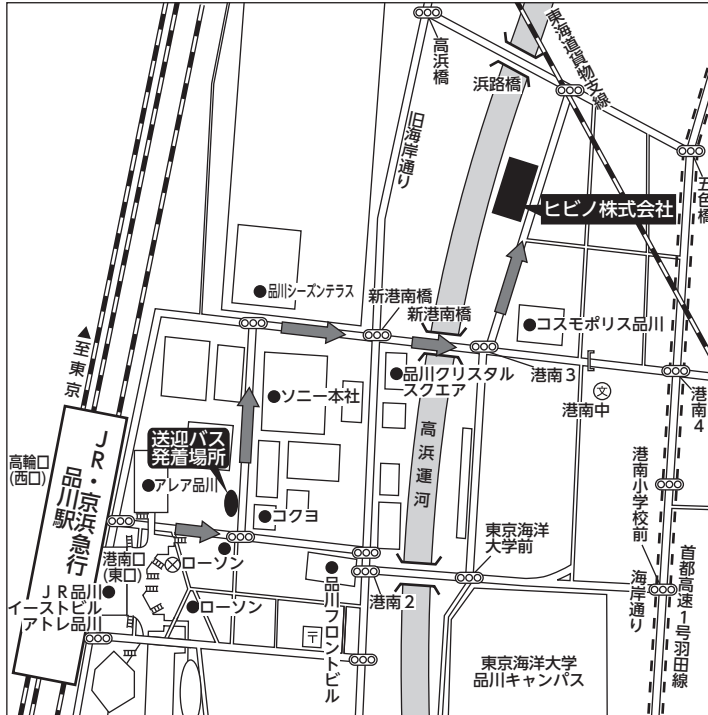 高浜橋
浜路橋
東海道貨物支線
旧海岸通り
五色橋
ヒビノ株式会社
品川シーズンテラス
新港南橋
新港南橋
コスモポリス品川
▲至東京
ソニー本社
品川クリスタル
スクエア
港南3
文
港南中
港南4
送迎バス
発着場所
高浜運河
高輪口
(西口)
JR・京浜急行
品川駅
アレア品川
コクヨ
港南小学校前
東京海洋
大学前
港南口
(東口)
ローソン
JR品川
イーストビル
アトレ品川
ローソン
〒
品川フロントビル
港南2
海岸通り
首都高速1号羽田線
東京海洋大学
品川キャンパス